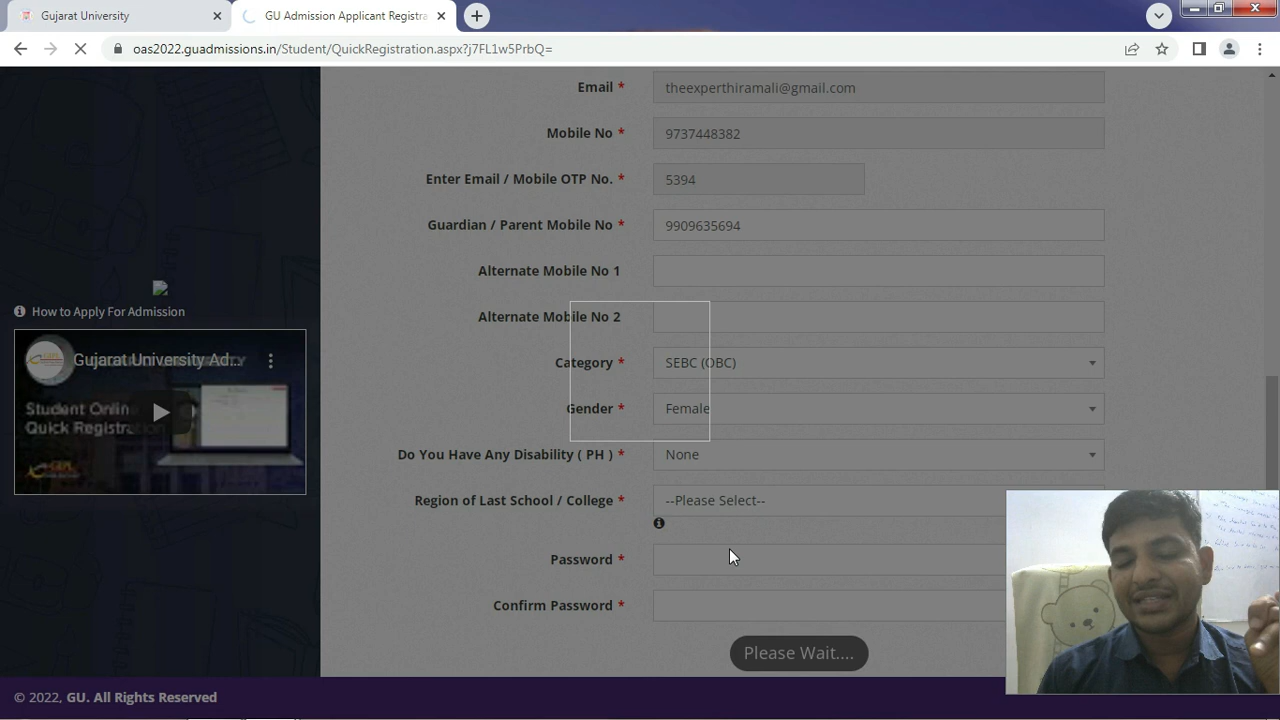 Gujarat University
GU Admission Applicant Registra
oas2022.guadmissions.in/Student/QuickRegistration.aspx?j7FL1w5PrbQ=
Email *
theexperthiramali@gmail.com
Mobile No *
9737448382
Enter Email / Mobile OTP No. *
5394
Guardian / Parent Mobile No *
9909635694
Alternate Mobile No 1
Alternate Mobile No 2
Category *
SEBC (OBC)
Gender *
Female
Do You Have Any Disability ( PH ) *
None
Region of Last School / College *
--Please Select--
Password *
Confirm Password *
Please Wait....
How to Apply For Admission
Gujarat University Ad...
Student Onlin
Quick Registra
© 2022, GU. All Rights Reserved